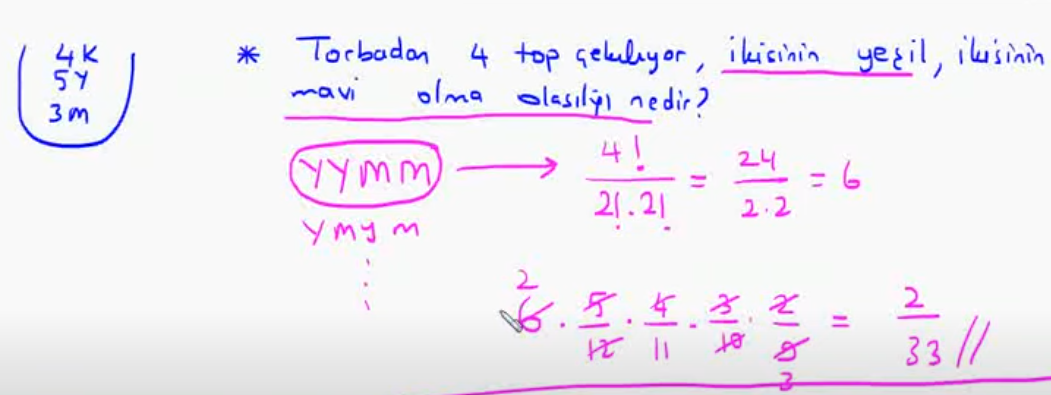 4K
5Y
3m
* Torbadan 4 top çekiliyor, ikisinin yeşil, ikisinin
mavi olma olasılığı nedir?
YYMM → 4!/2!.2! = 24/2.2 = 6
Y m y m
2
6 . 5/12 . 4/11 . 3/10 . 2/9 = 2/33 //
3